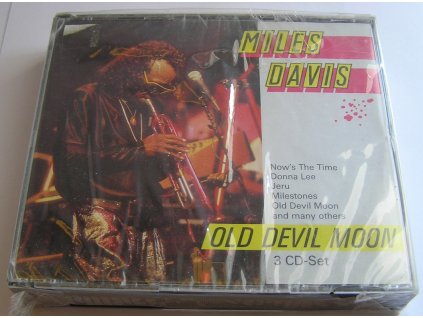 MILES
DAVIS
Now's The Time
Donna Lee
Jeru
Milestones
Old Devil Moon
and many others
OLD DEVIL MOON
3 CD-Set